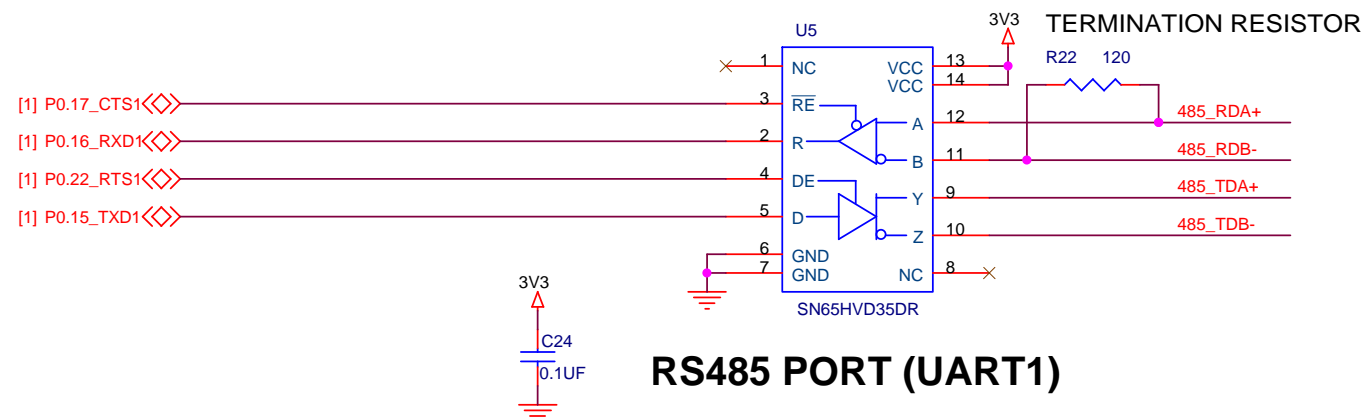 3V3 TERMINATION RESISTOR
U5
R22 120
1 NC VCC 13
VCC 14
[1] P0.17_CTS1 3 RE A 12 485_RDA+
[1] P0.16_RXD1 2 R B 11 485_RDB-
[1] P0.22_RTS1 4 DE Y 9 485_TDA+
[1] P0.15_TXD1 5 D Z 10 485_TDB-
6 GND
7 GND NC 8
3V3
SN65HVD35DR
C24
0.1UF
RS485 PORT (UART1)